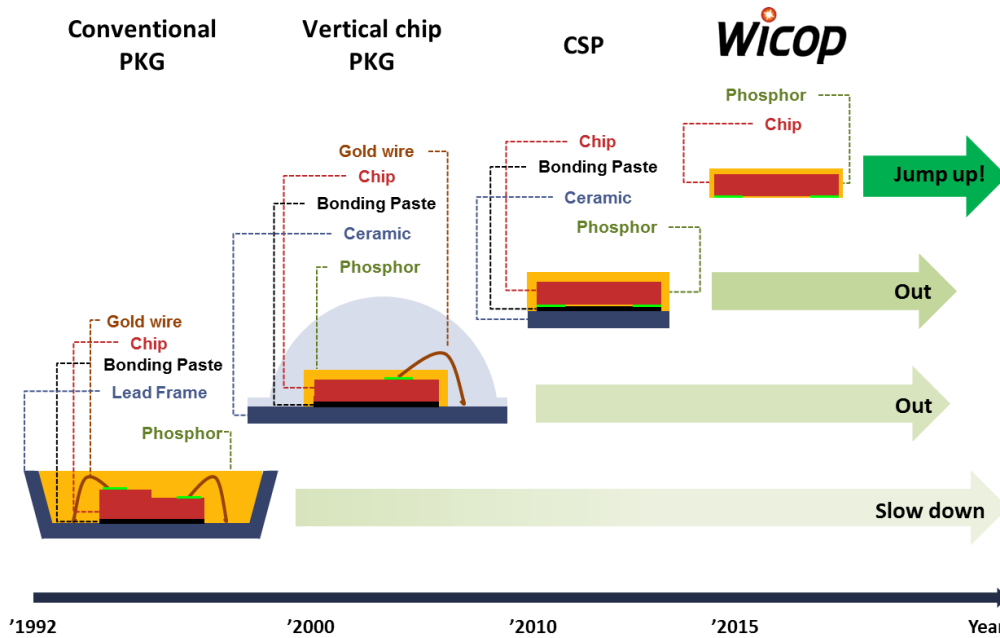 Conventional
PKG
Vertical chip
PKG
CSP
Wicop
Phosphor
Chip
Jump up!
Chip
Bonding Paste
Ceramic
Phosphor
Out
Gold wire
Chip
Bonding Paste
Ceramic
Phosphor
Out
Gold wire
Chip
Bonding Paste
Lead Frame
Phosphor
Slow down
'1992
'2000
'2010
'2015
Year